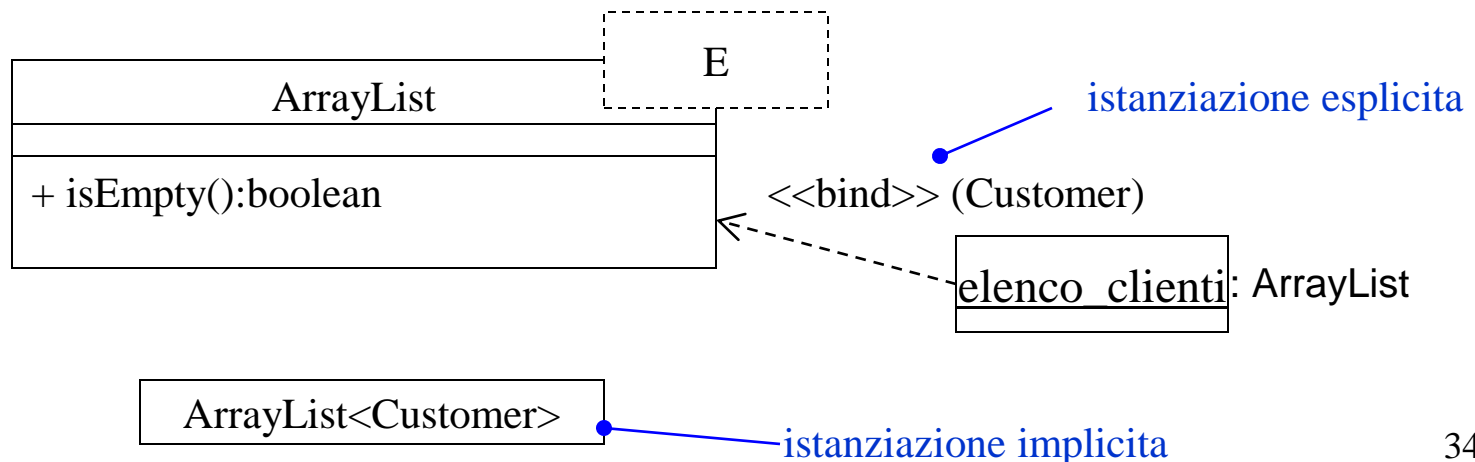 E
ArrayList
istanziazione esplicita
+ isEmpty():boolean
<<bind>> (Customer)
elenco_clienti: ArrayList
ArrayList<Customer>
istanziazione implicita
34